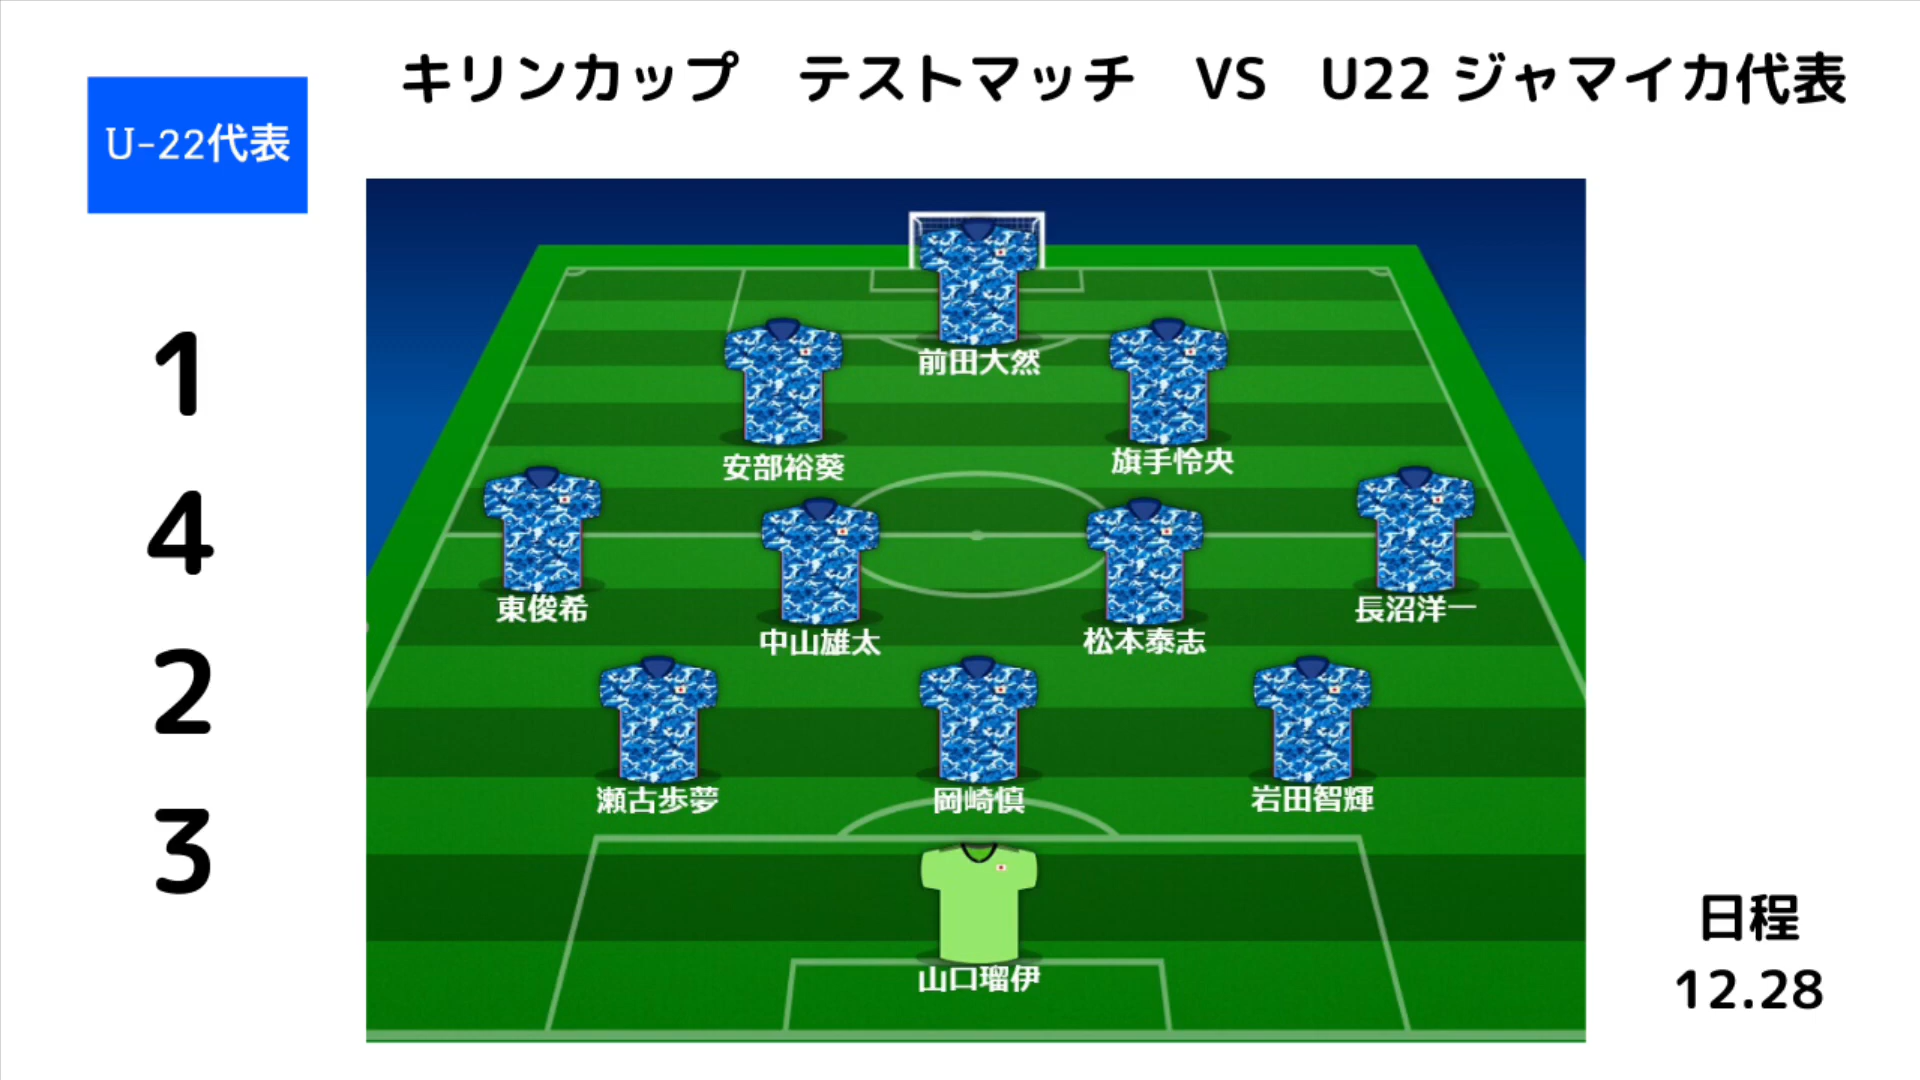 キリンカップ　テストマッチ　VS　U22 ジャマイカ代表
U-22代表
1
4
2
3
前田大然
安部裕葵
旗手怜央
東俊希
長沼洋一
中山雄太
松本泰志
瀬古歩夢
岡崎慎
岩田智輝
山口瑠伊
日程
12.28